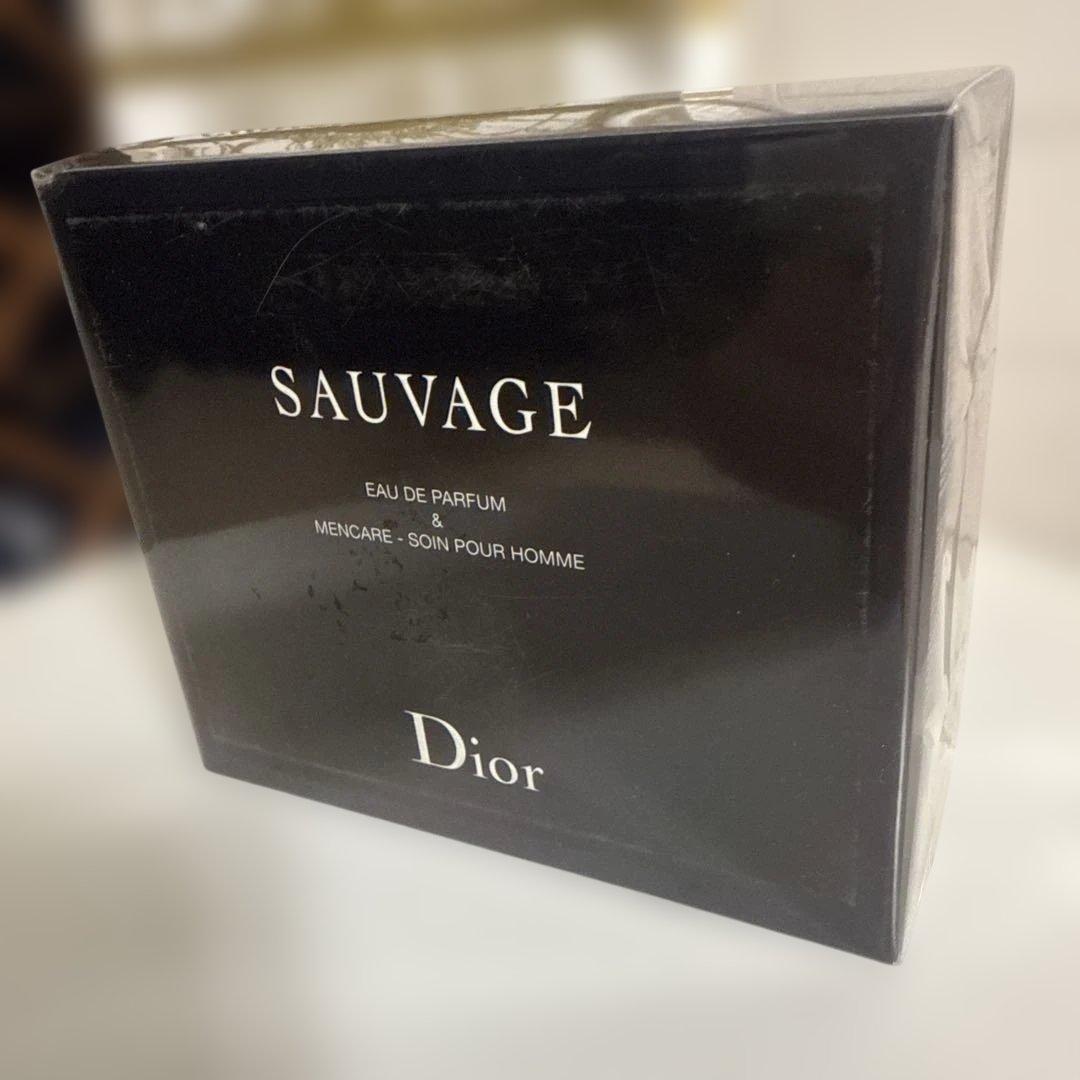 SAUVAGE
EAU DE PARFUM
&
MENCARE - SOIN POUR HOMME
Dior